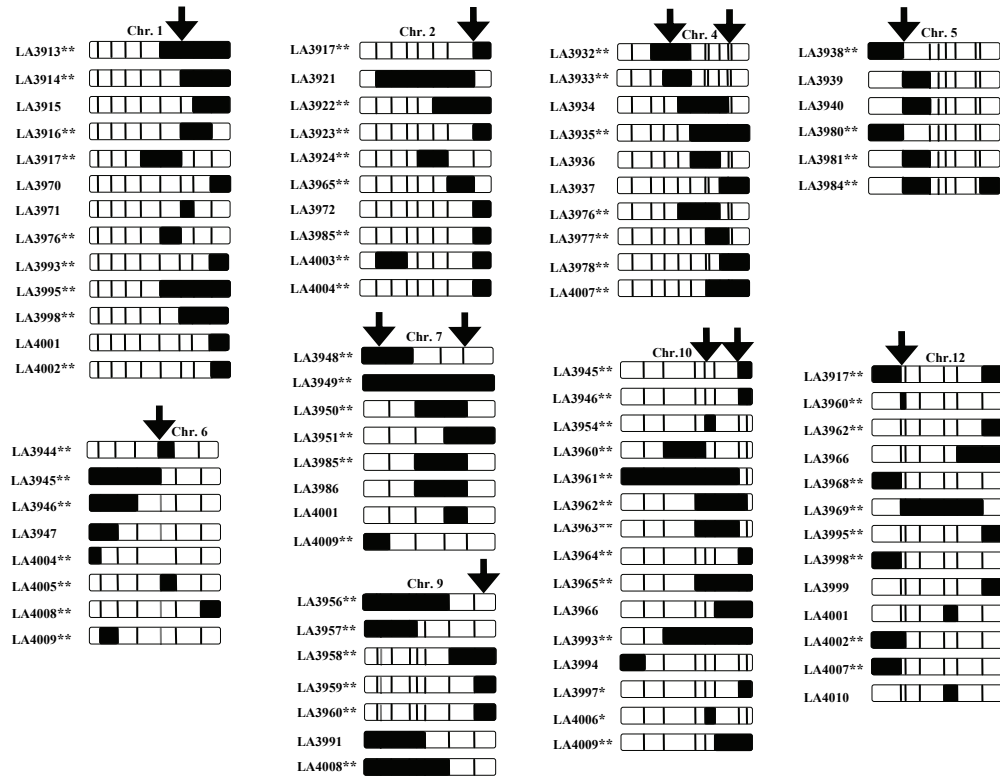 Chr. 1
LA3913**
LA3914**
LA3915
LA3916**
LA3917**
LA3970
LA3971
LA3976**
LA3993**
LA3995**
LA3998**
LA4001
LA4002**
Chr. 2
LA3917**
LA3921
LA3922**
LA3923**
LA3924**
LA3965**
LA3972
LA3985**
LA4003**
LA4004**
Chr. 4
LA3932**
LA3933**
LA3934
LA3935**
LA3936
LA3937
LA3976**
LA3977**
LA3978**
LA4007**
Chr. 5
LA3938**
LA3939
LA3940
LA3980**
LA3981**
LA3984**
Chr. 6
LA3944**
LA3945**
LA3946**
LA3947
LA4004**
LA4005**
LA4008**
LA4009**
Chr. 7
LA3948**
LA3949**
LA3950**
LA3951**
LA3985**
LA3986
LA4001
LA4009**
Chr. 9
LA3956**
LA3957**
LA3958**
LA3959**
LA3960**
LA3991
LA4008**
Chr.10
LA3945**
LA3946**
LA3954**
LA3960**
LA3961**
LA3962**
LA3963**
LA3964**
LA3965**
LA3966
LA3993**
LA3994
LA3997*
LA4006*
LA4009**
Chr.12
LA3917**
LA3960**
LA3962**
LA3966
LA3968**
LA3969**
LA3995**
LA3998**
LA3999
LA4001
LA4002**
LA4007**
LA4010